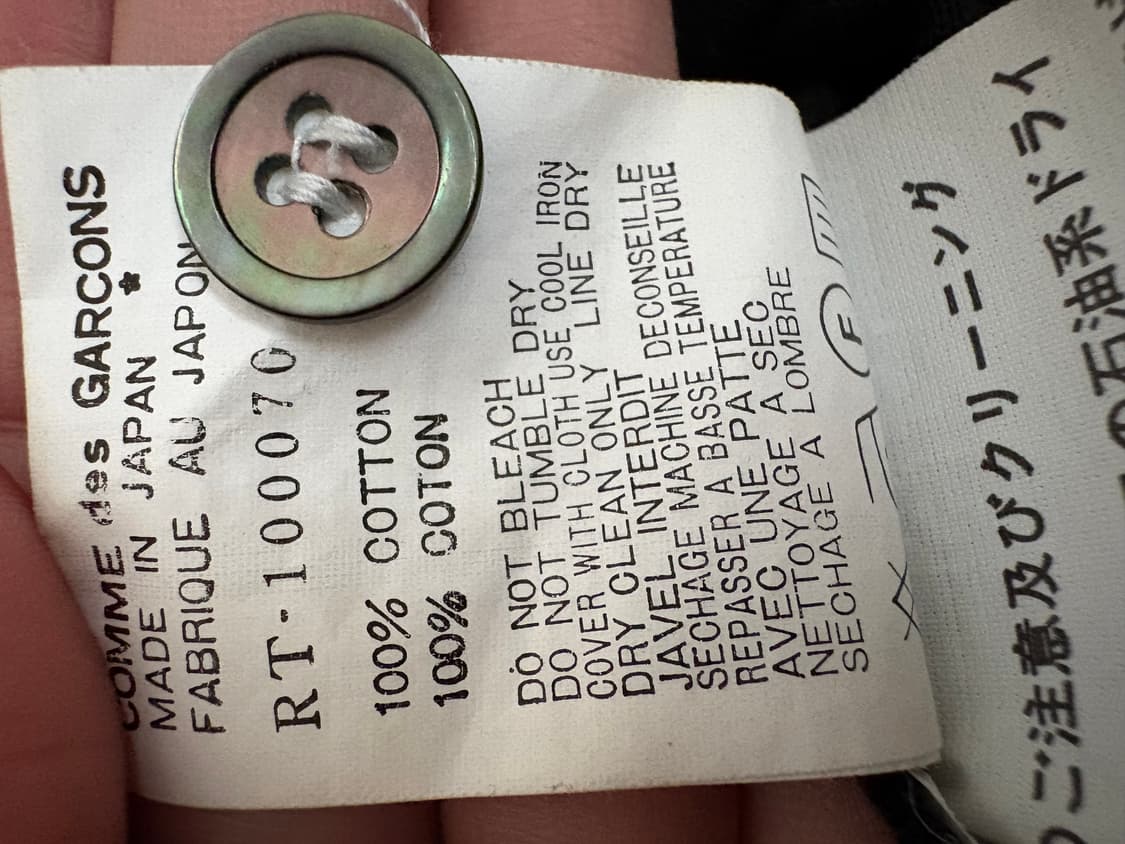 COMME des GARCONS
MADE IN JAPAN *
FABRIQUE AU JAPON
RT-100070
100% COTTON
100% COTON
DO NOT BLEACH
DO NOT TUMBLE DRY
COVER WITH CLOTH USE COOL IRON
DRY CLEAN ONLY LINE DRY
JAVEL INTERDIT
SECHAGE MACHINE DECONSEILLE
REPASSER A BASSE TEMPERATURE
AVEC UNE PATTE
NETTOYAGE A SEC
SECHAGE A LOMBRE
F
のご注意及びクリーニング
の石油系ドライ